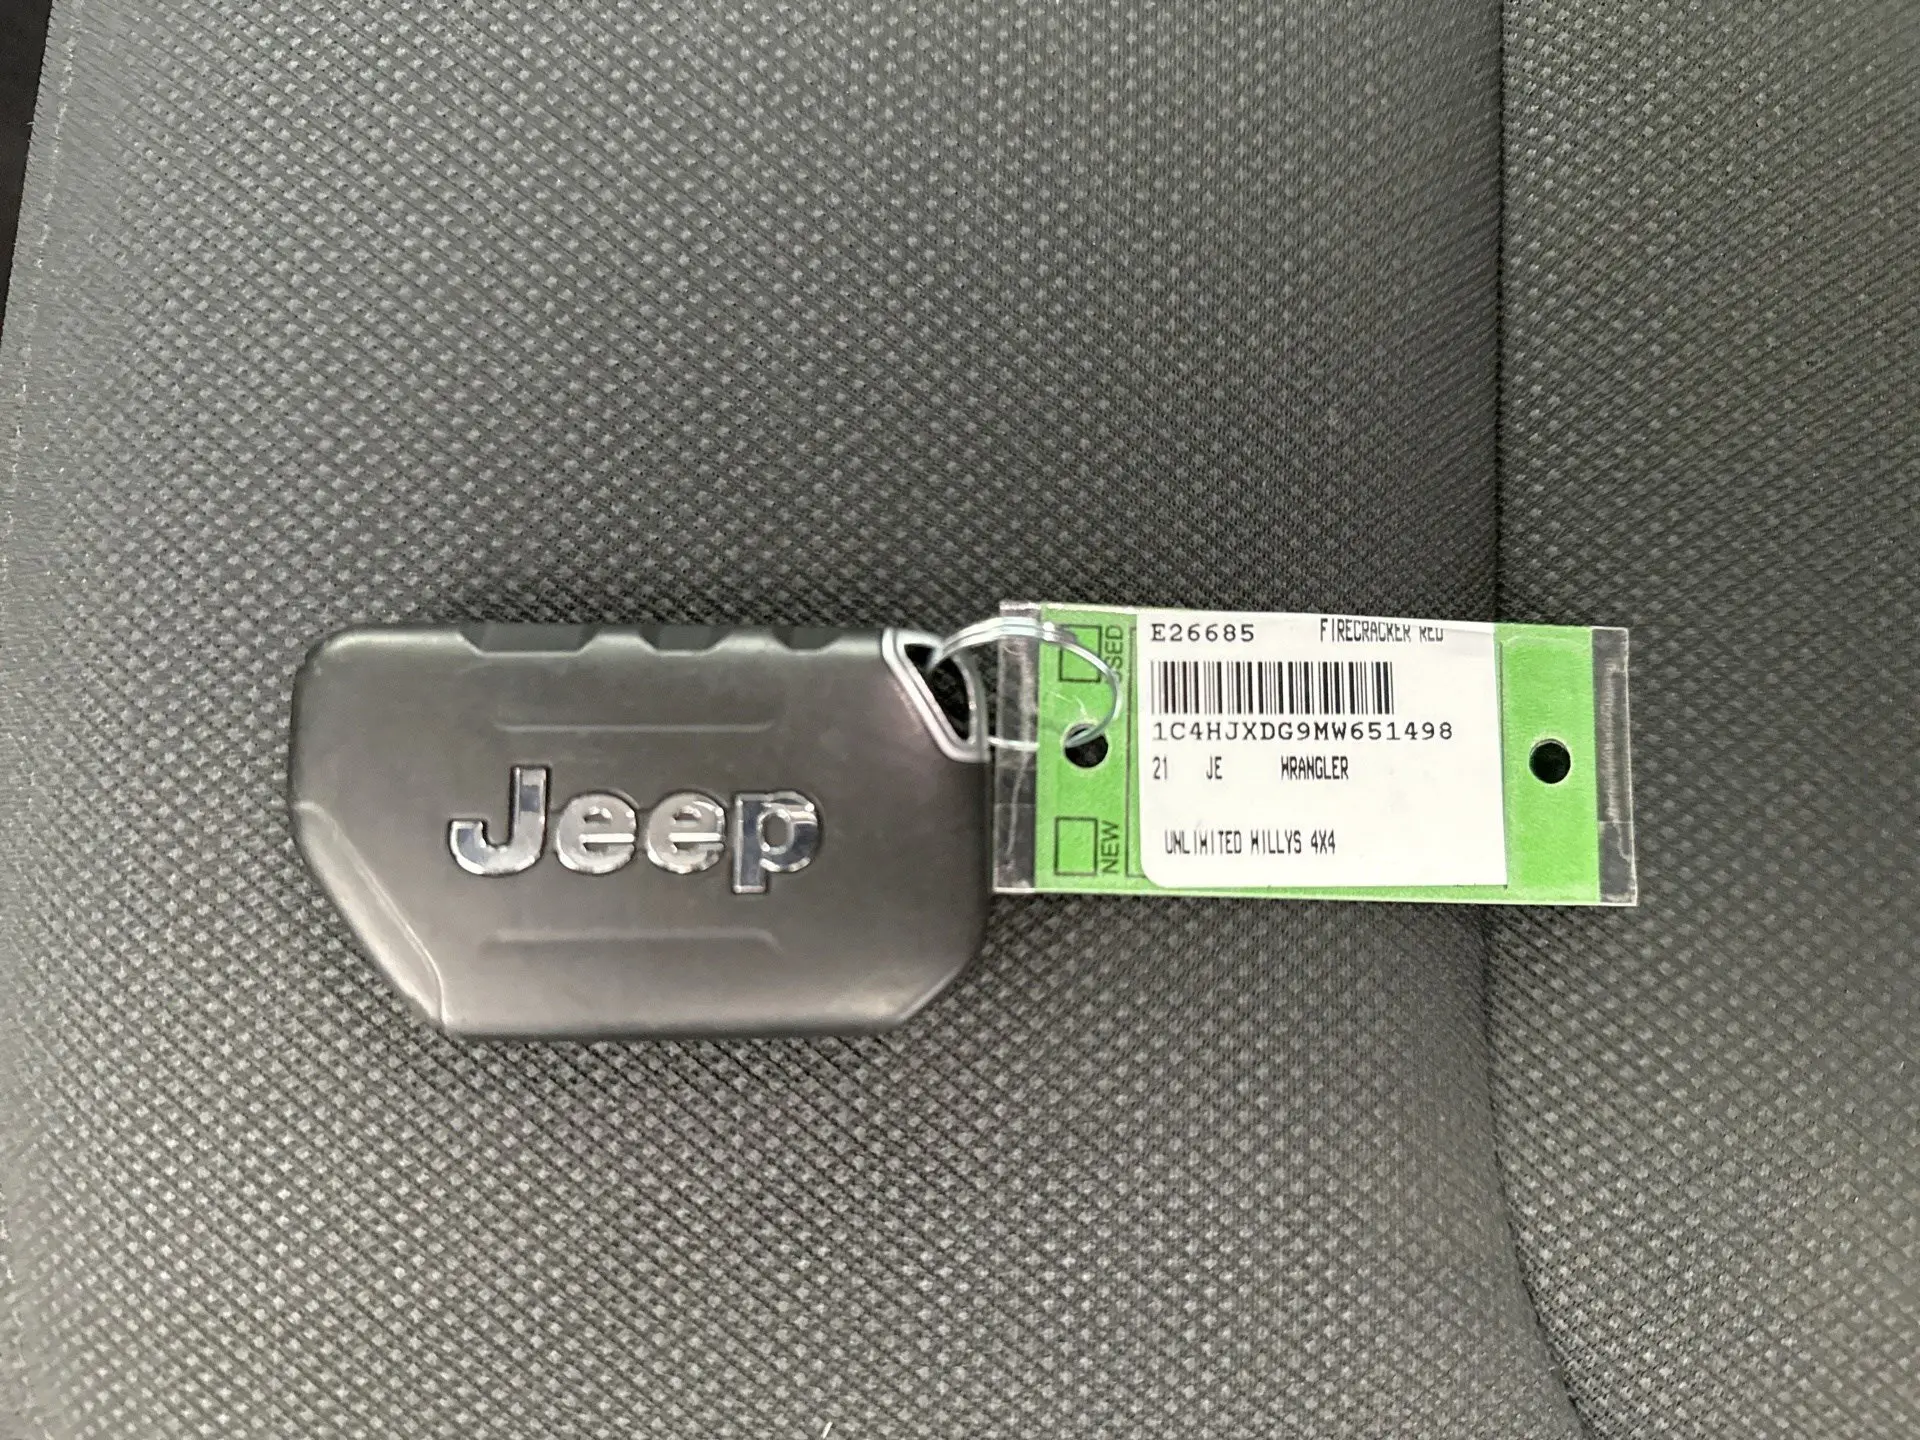 Jeep
USED
NEW
E26685 FIRECRACKER RED
1C4HJXDG9MW651498
21 JE WRANGLER
UNLIMITED WILLYS 4X4